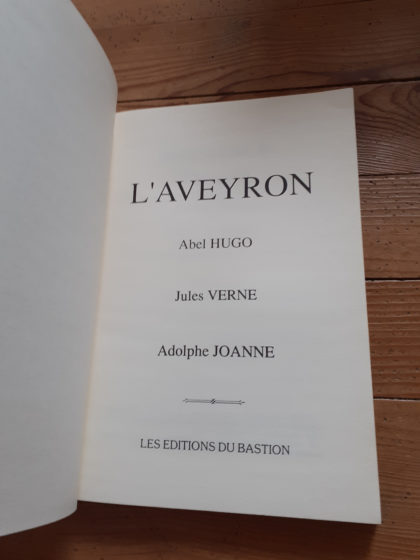 L'AVEYRON
Abel HUGO
Jules VERNE
Adolphe JOANNE
LES EDITIONS DU BASTION